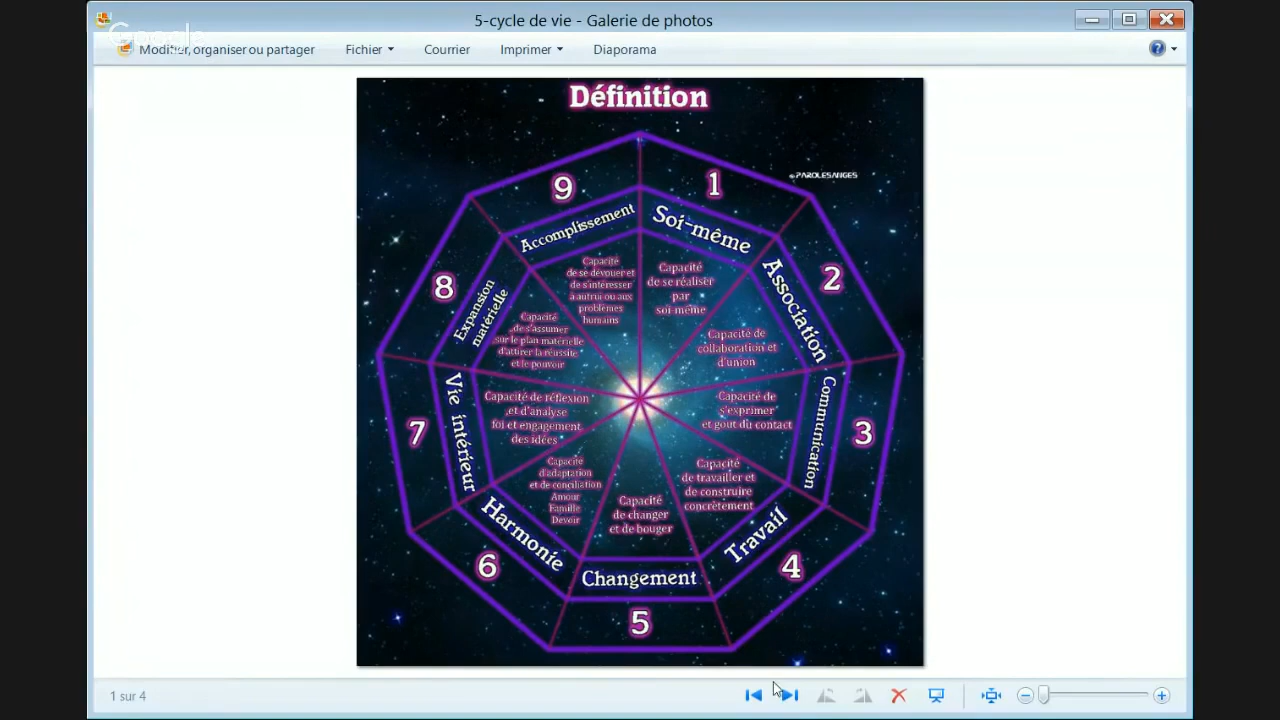 5-cycle de vie - Galerie de photos
Google
Modifier, organiser ou partager
Fichier
Courrier
Imprimer
Diaporama
Définition
©PAROLESANGES
1
Soi-même
Capacité
de se réaliser
par
soi-même
2
Association
Capacité de
collaboration et
d'union
3
Communication
Capacité de
s'exprimer
et gout du contact
4
Travail
Capacité
de travailler et
de construire
concrètement
5
Changement
Capacité
de changer
et de bouger
6
Harmonie
Capacité
d'adaptation
et de conciliation
Amour
Famille
Devoir
7
Vie intérieur
Capacité de réflexion
et d'analyse
foi et engagement
des idées
8
Expansion
matérielle
Capacité
de s'assumer
sur le plan matérielle
d'attirer la réussite
et le pouvoir
9
Accomplissement
Capacité
de se dévouer et
de s'intéresser
à autrui ou aux
problèmes
humains
1 sur 4